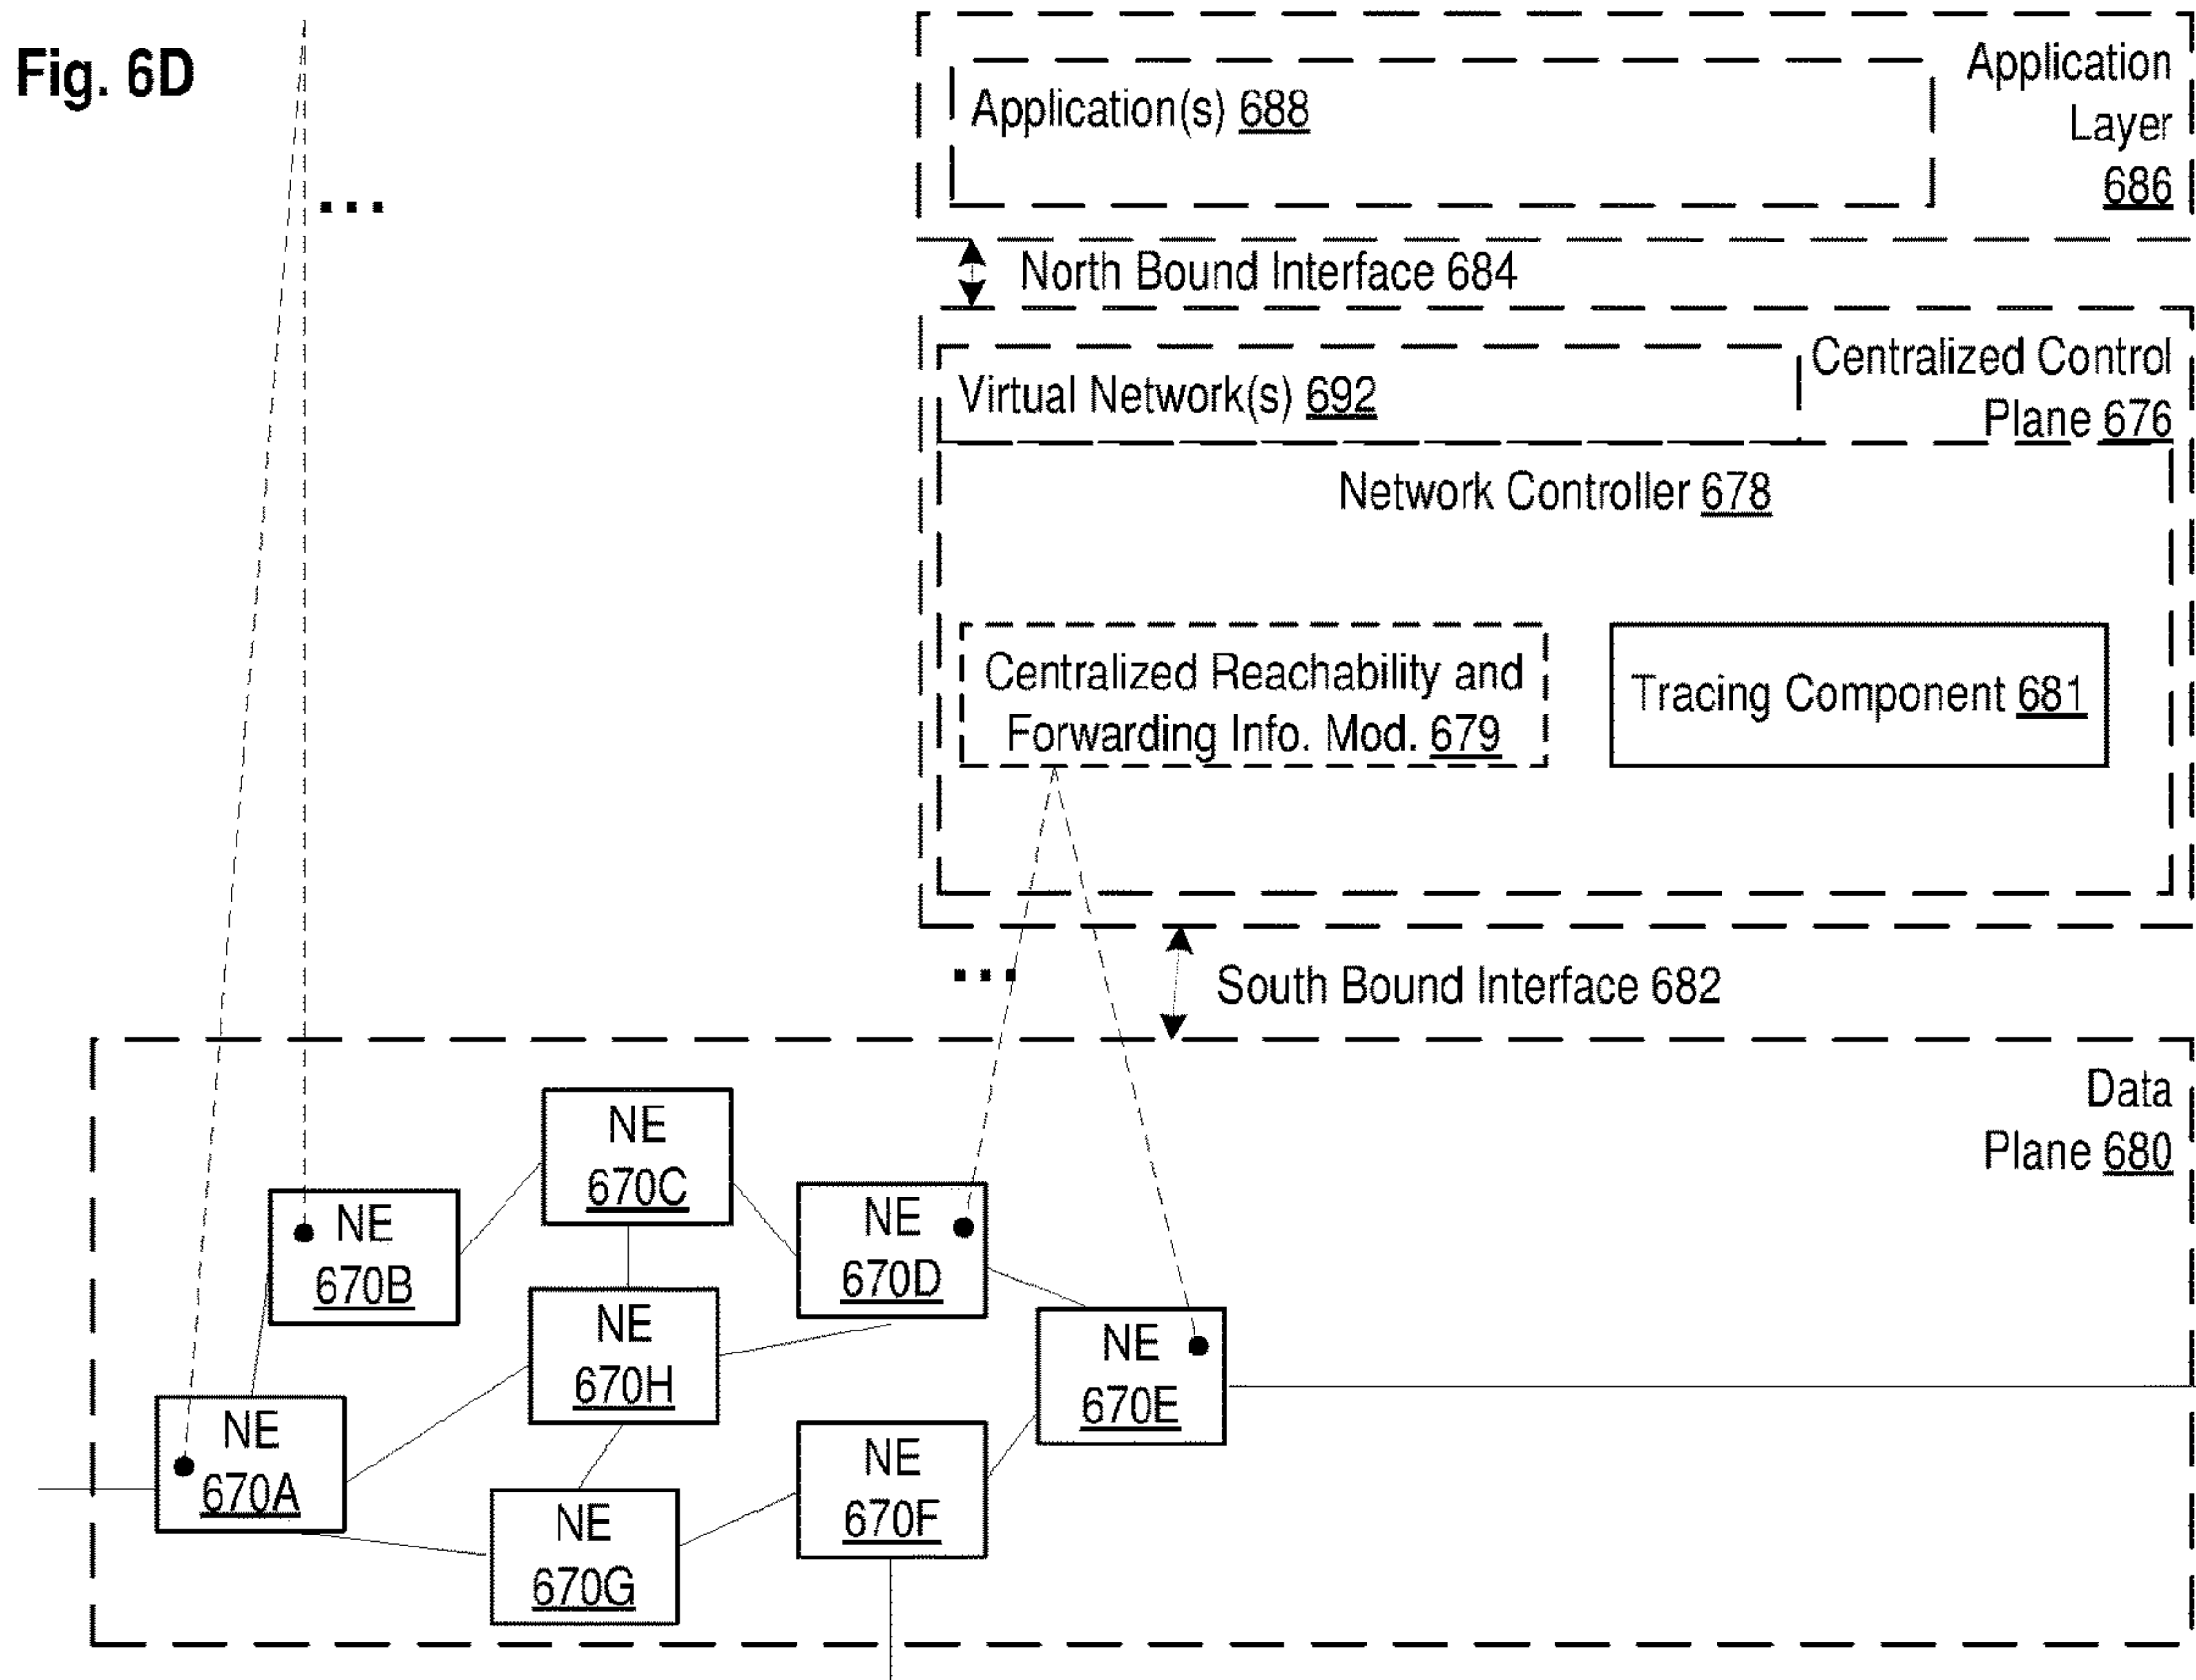 Fig. 6D
Application
Layer
686
Application(s) 688
North Bound Interface 684
Centralized Control
Plane 676
Virtual Network(s) 692
Network Controller 678
Centralized Reachability and
Forwarding Info. Mod. 679
Tracing Component 681
...
...
South Bound Interface 682
Data
Plane 680
NE
670C
NE
670B
NE
670D
NE
670H
NE
670E
NE
670A
NE
670F
NE
670G